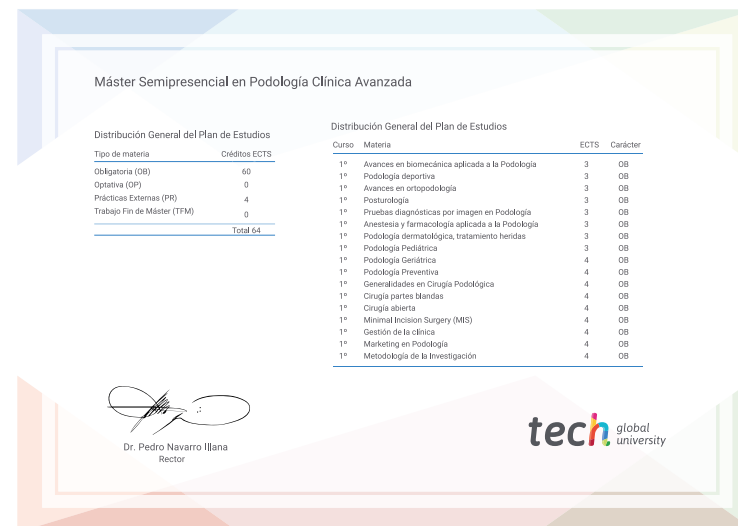 Máster Semipresencial en Podología Clínica Avanzada
Distribución General del Plan de Estudios
Tipo de materia Créditos ECTS
Obligatoria (OB) 60
Optativa (OP) 0
Prácticas Externas (PR) 4
Trabajo Fin de Máster (TFM) 0
Total 64
Distribución General del Plan de Estudios
Curso Materia ECTS Carácter
1º Avances en biomecánica aplicada a la Podología 3 OB
1º Podología deportiva 3 OB
1º Avances en ortopodología 3 OB
1º Posturología 3 OB
1º Pruebas diagnósticas por imagen en Podología 3 OB
1º Anestesia y farmacología aplicada a la Podología 3 OB
1º Podología dermatológica, tratamiento heridas 3 OB
1º Podología Pediátrica 3 OB
1º Podología Geriátrica 4 OB
1º Podología Preventiva 4 OB
1º Generalidades en Cirugía Podológica 4 OB
1º Cirugía partes blandas 4 OB
1º Cirugía abierta 4 OB
1º Minimal Incision Surgery (MIS) 4 OB
1º Gestión de la clínica 4 OB
1º Marketing en Podología 4 OB
1º Metodología de la Investigación 4 OB
Dr. Pedro Navarro Illana
Rector
tech global
university